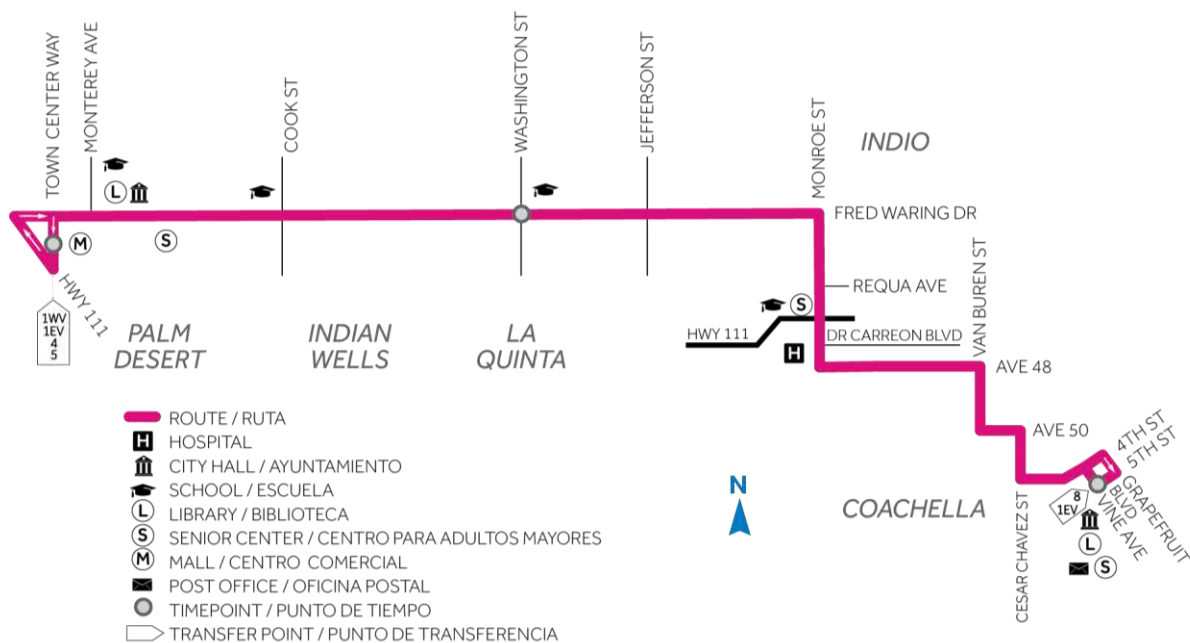 TOWN CENTER WAY
MONTEREY AVE
COOK ST
WASHINGTON ST
JEFFERSON ST
MONROE ST
INDIO
L
FRED WARING DR
M
S
HWY 111
VAN BUREN ST
REQUA AVE
S
1WV
1EV
4
5
PALM
DESERT
INDIAN
WELLS
LA
QUINTA
HWY 111
DR CARREON BLVD
H
AVE 48
AVE 50
4TH ST
5TH ST
GRAPEFRUIT
BLVD
VINE AVE
8
1EV
L
S
CESAR CHAVEZ ST
COACHELLA
N
ROUTE / RUTA
H HOSPITAL
CITY HALL / AYUNTAMIENTO
SCHOOL / ESCUELA
L LIBRARY / BIBLIOTECA
S SENIOR CENTER / CENTRO PARA ADULTOS MAYORES
M MALL / CENTRO COMERCIAL
POST OFFICE / OFICINA POSTAL
TIMEPOINT / PUNTO DE TIEMPO
TRANSFER POINT / PUNTO DE TRANSFERENCIA